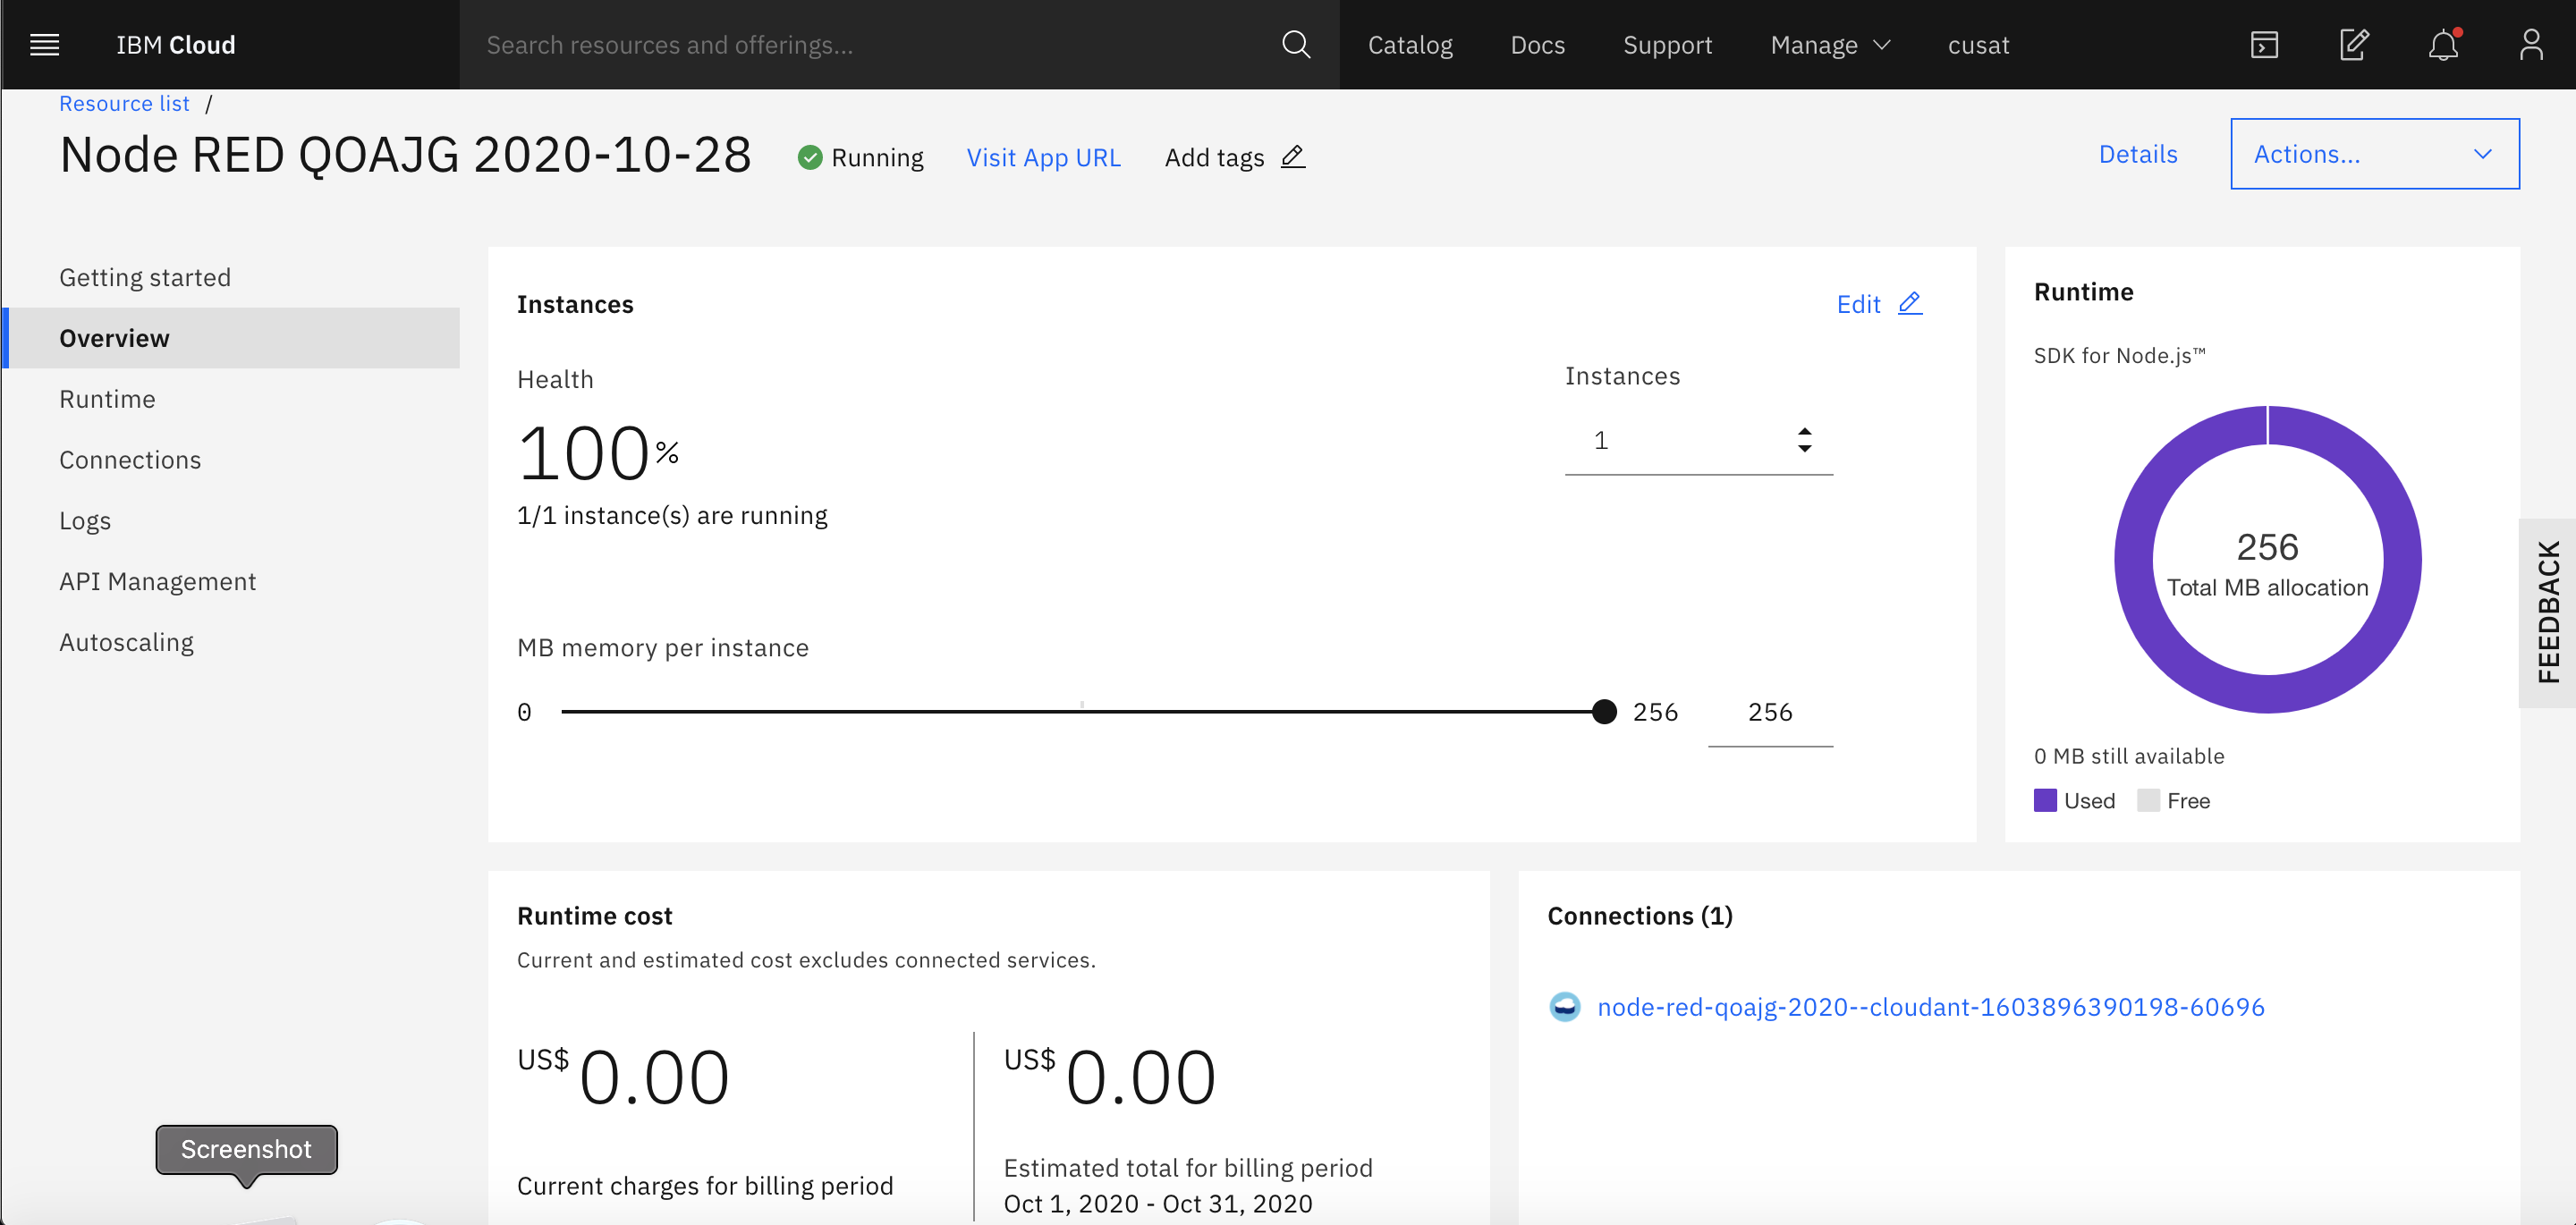 IBM Cloud
Search resources and offerings...
Catalog
Docs
Support
Manage
cusat
Resource list /
Node RED QOAJG 2020-10-28
Running
Visit App URL
Add tags
Details
Actions...
Getting started
Overview
Runtime
Connections
Logs
API Management
Autoscaling
Instances
Edit
Health
100%
1/1 instance(s) are running
Instances
1
MB memory per instance
0
256
256
Runtime
SDK for Node.js™
256
Total MB allocation
0 MB still available
Used
Free
FEEDBACK
Runtime cost
Current and estimated cost excludes connected services.
US$ 0.00
Current charges for billing period
US$ 0.00
Estimated total for billing period
Oct 1, 2020 - Oct 31, 2020
Connections (1)
node-red-qoajg-2020--cloudant-1603896390198-60696
Screenshot